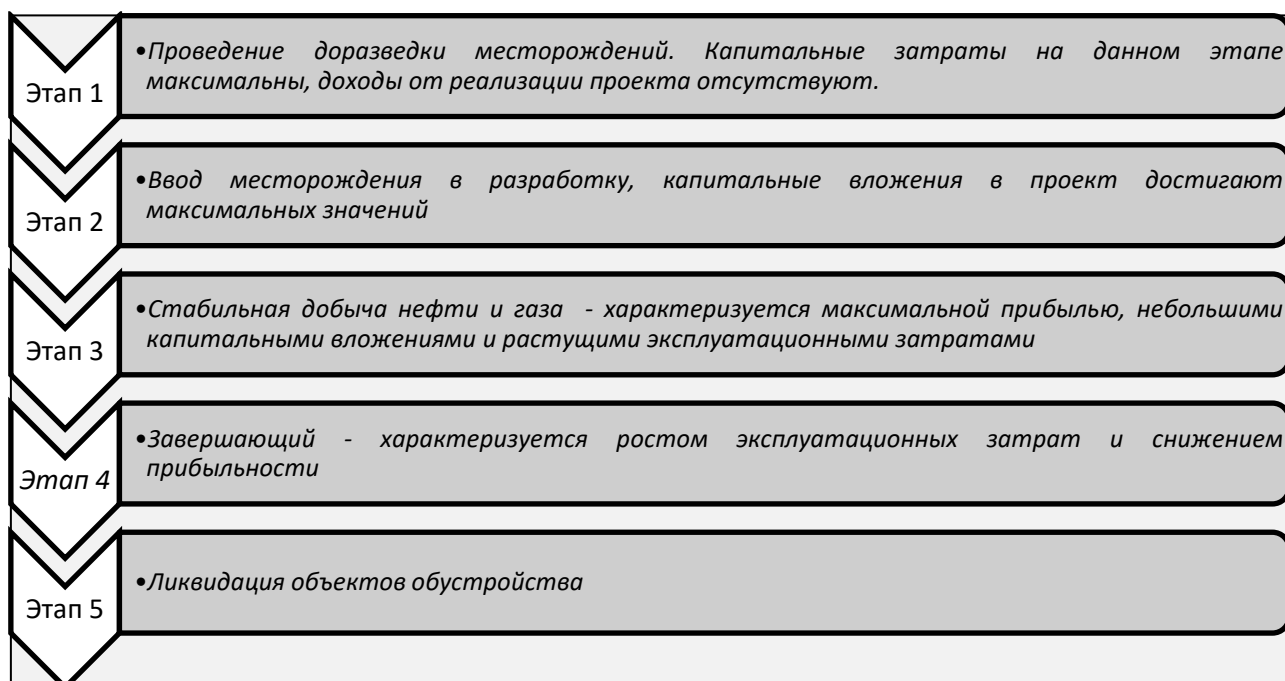 Этап 1
•Проведение доразведки месторождений. Капитальные затраты на данном этапе
максимальны, доходы от реализации проекта отсутствуют.
Этап 2
•Ввод месторождения в разработку, капитальные вложения в проект достигают
максимальных значений
Этап 3
•Стабильная добыча нефти и газа - характеризуется максимальной прибылью, небольшими
капитальными вложениями и растущими эксплуатационными затратами
Этап 4
•Завершающий - характеризуется ростом эксплуатационных затрат и снижением
прибыльности
Этап 5
•Ликвидация объектов обустройства